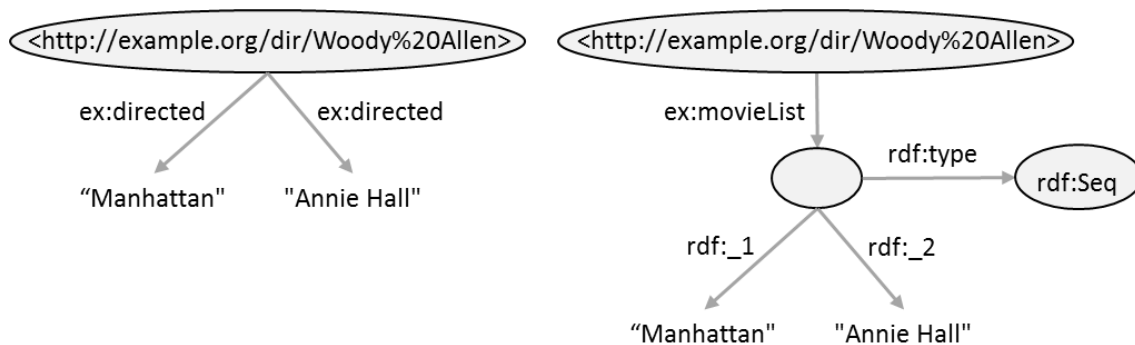 <http://example.org/dir/Woody%20Allen>
ex:directed
ex:directed
“Manhattan"
"Annie Hall"
<http://example.org/dir/Woody%20Allen>
ex:movieList
rdf:type
rdf:Seq
rdf:_1
rdf:_2
“Manhattan"
"Annie Hall"